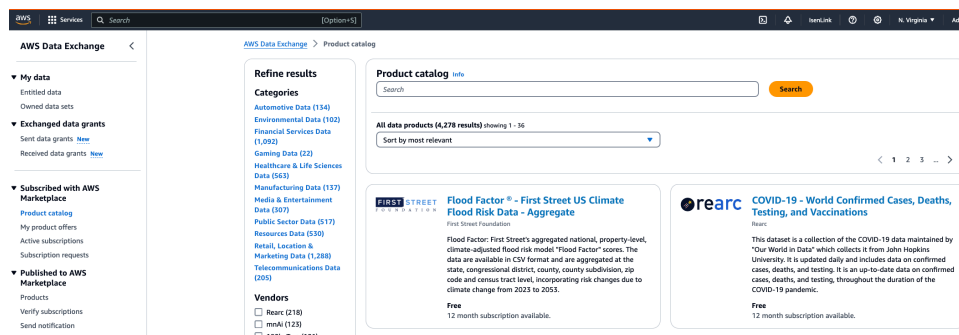 aws
Services
Search
[Option+S]
IsenLink
N. Virginia
AWS Data Exchange
My data
Entitled data
Owned data sets
Exchanged data grants
Sent data grants New
Received data grants New
Subscribed with AWS
Marketplace
Product catalog
My product offers
Active subscriptions
Subscription requests
Published to AWS
Marketplace
Products
Verify subscriptions
Send notification
AWS Data Exchange > Product catalog
Refine results
Categories
Automotive Data (134)
Environmental Data (102)
Financial Services Data
(1,092)
Gaming Data (22)
Healthcare & Life Sciences
Data (563)
Manufacturing Data (137)
Media & Entertainment
Data (307)
Public Sector Data (517)
Resources Data (530)
Retail, Location &
Marketing Data (1,288)
Telecommunications Data
(205)
Vendors
Rearc (218)
mnAi (123)
Product catalog Info
Search
Search
All data products (4,278 results) showing 1 - 36
Sort by most relevant
< 1 2 3 ... >
FIRST STREET
FOUNDATION
Flood Factor ® - First Street US Climate
Flood Risk Data - Aggregate
First Street Foundation
Flood Factor: First Street's aggregated national, property-level,
climate-adjusted flood risk model "Flood Factor" scores. The
data are available in CSV format and are aggregated at the
state, congressional district, county, county subdivision, zip
code and census tract level, incorporating risk changes due to
climate change from 2023 to 2053.
Free
12 month subscription available.
rearc
COVID-19 - World Confirmed Cases, Deaths,
Testing, and Vaccinations
Rearc
This dataset is a collection of the COVID-19 data maintained by
"Our World in Data" which collects it from John Hopkins
University. It is updated daily and includes data on confirmed
cases, deaths, and testing. It is an up-to-date data on confirmed
cases, deaths, and testing, throughout the duration of the
COVID-19 pandemic.
Free
12 month subscription available.